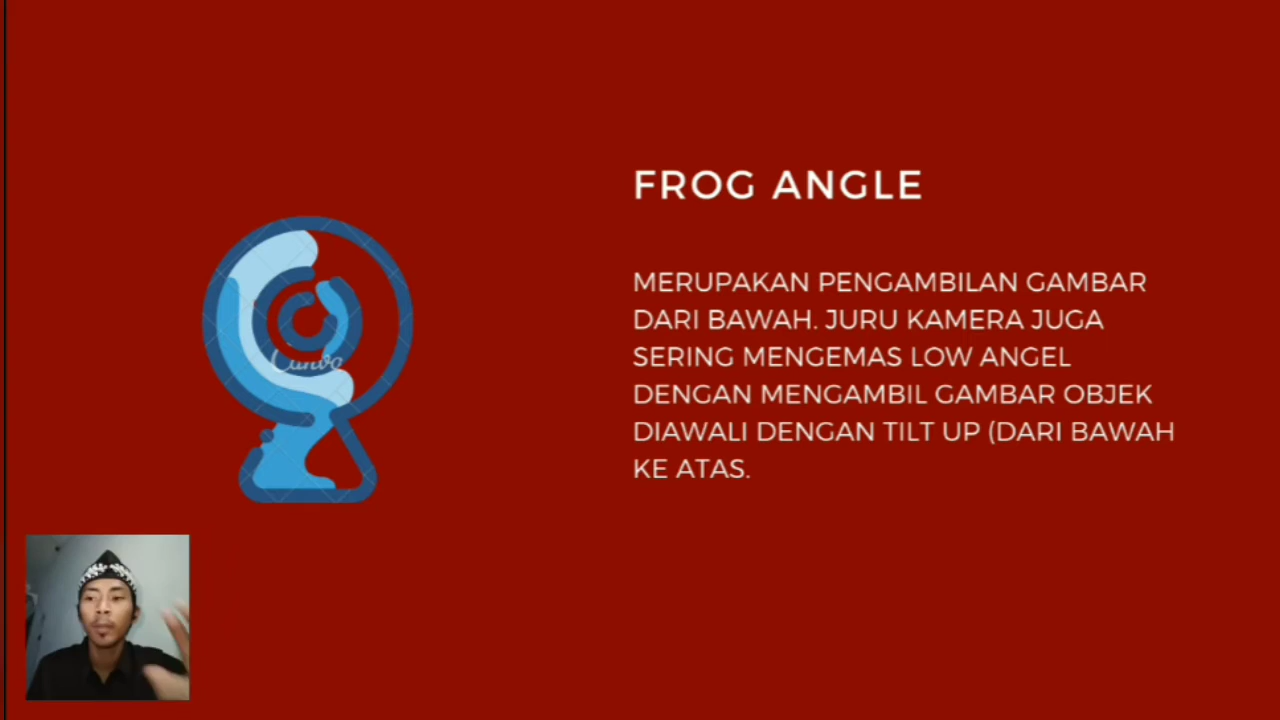 FROG ANGLE
MERUPAKAN PENGAMBILAN GAMBAR
DARI BAWAH. JURU KAMERA JUGA
SERING MENGEMAS LOW ANGEL
DENGAN MENGAMBIL GAMBAR OBJEK
DIAWALI DENGAN TILT UP (DARI BAWAH
KE ATAS.
Canva